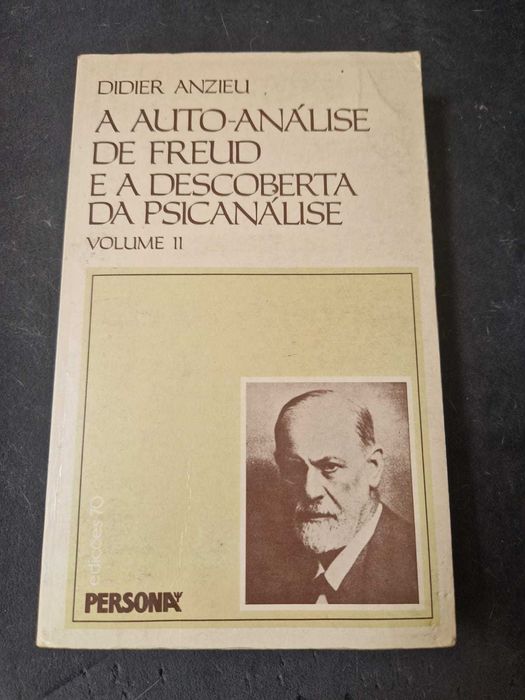 DIDIER ANZIEU
A AUTO-ANÁLISE
DE FREUD
E A DESCOBERTA
DA PSICANÁLISE
VOLUME II
edições 70
PERSONA